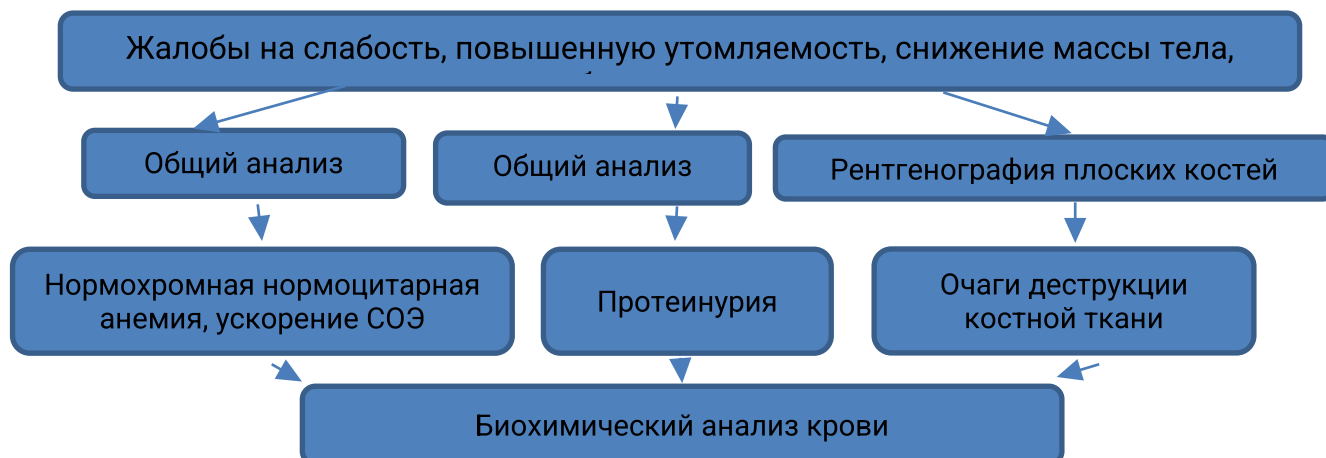 Жалобы на слабость, повышенную утомляемость, снижение массы тела,
Общий анализ
Общий анализ
Рентгенография плоских костей
Нормохромная нормоцитарная
анемия, ускорение СОЭ
Протеинурия
Очаги деструкции
костной ткани
Биохимический анализ крови